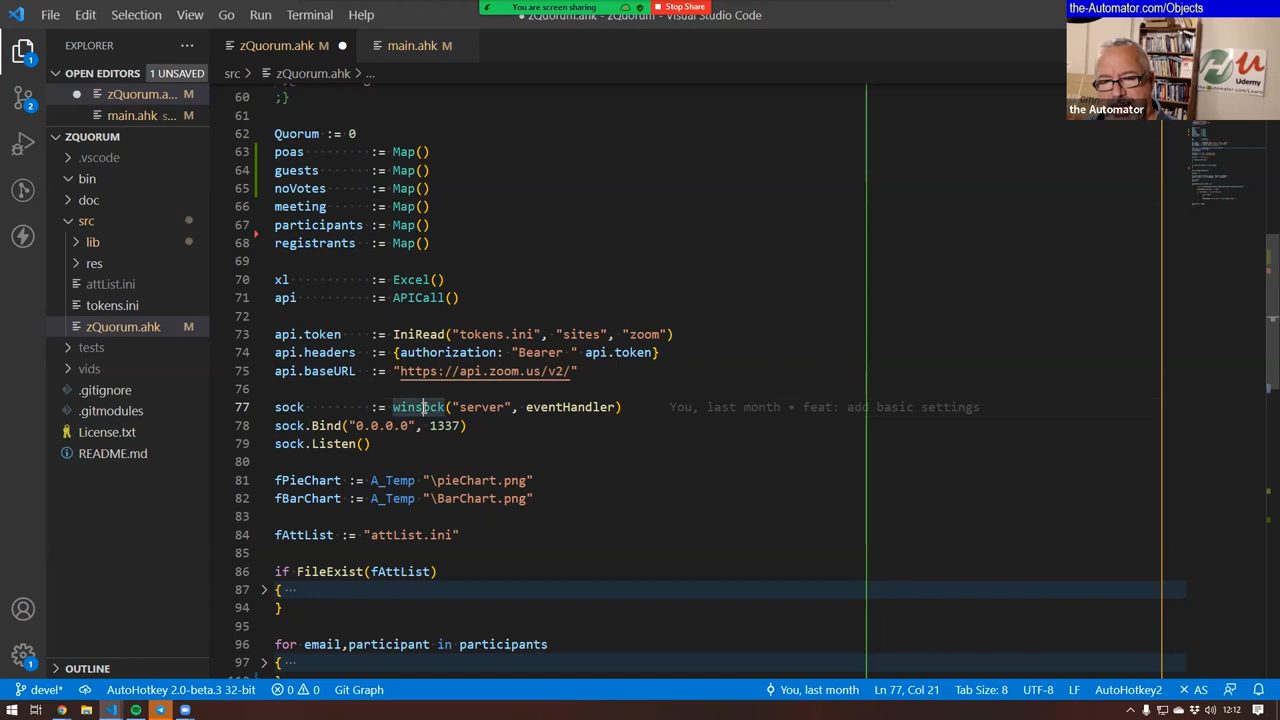 File Edit Selection View Go Run Terminal Help
You are screen sharing
Stop Share
zQuorum.ahk - zQuorum - Visual Studio Code
the-Automator.com/Objects
Udemy
the-Automator.com/Learn
the Automator
EXPLORER
OPEN EDITORS 1 UNSAVED
zQuorum.a... M
main.ahk s... M
ZQUORUM
.vscode
bin
doc
src
lib
res
attList.ini
tokens.ini
zQuorum.ahk M
tests
vids
.gitignore
.gitmodules
License.txt
README.md
OUTLINE
zQuorum.ahk M
main.ahk M
src > zQuorum.ahk > ...
60 ;}
61
62 Quorum := 0
63 poas := Map()
64 guests := Map()
65 noVotes := Map()
66 meeting := Map()
67 participants := Map()
68 registrants := Map()
69
70 xl := Excel()
71 api := APICall()
72
73 api.token := IniRead("tokens.ini", "sites", "zoom")
74 api.headers := {authorization: "Bearer " api.token}
75 api.baseURL := "https://api.zoom.us/v2/"
76
77 sock := winsock("server", eventHandler) You, last month • feat: add basic settings
78 sock.Bind("0.0.0.0", 1337)
79 sock.Listen()
80
81 fPieChart := A_Temp "\pieChart.png"
82 fBarChart := A_Temp "\BarChart.png"
83
84 fAttList := "attList.ini"
85
86 if FileExist(fAttList)
87 { ...
94 }
95
96 for email,participant in participants
97 { ...
devel* AutoHotkey 2.0-beta.3 32-bit 0 0 Git Graph You, last month Ln 77, Col 21 Tab Size: 8 UTF-8 LF AutoHotkey2 AS
12:12